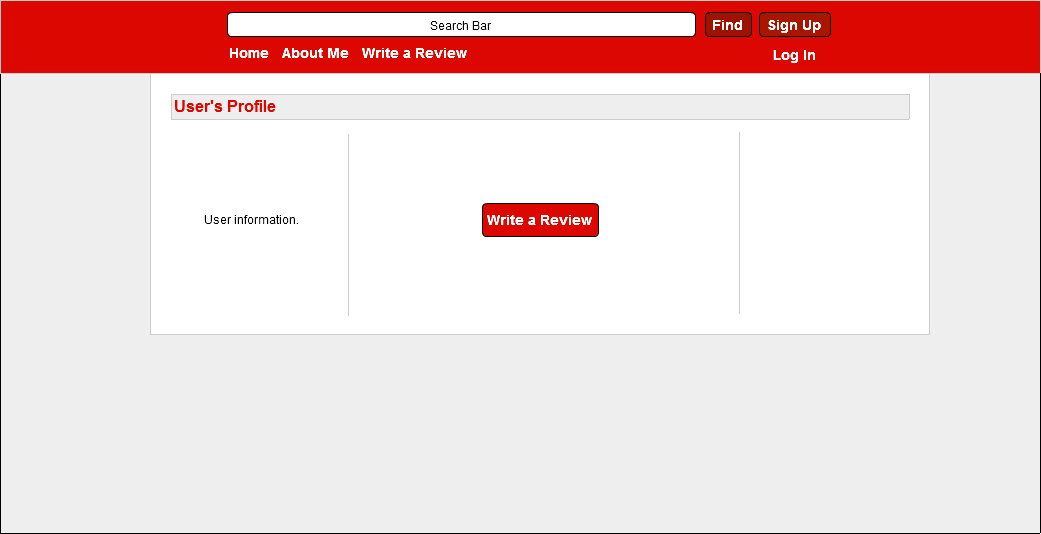 Search Bar
Find
Sign Up
Home About Me Write a Review
Log In
User's Profile
User information.
Write a Review